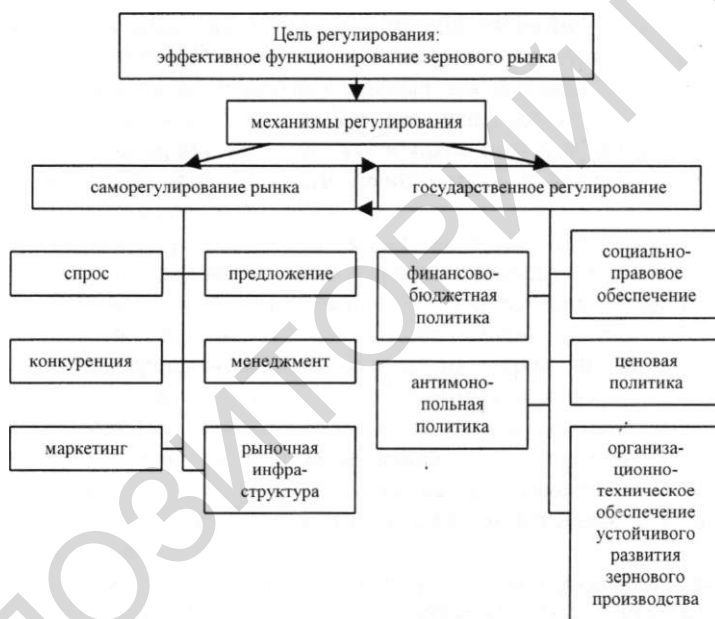 Цель регулирования:
эффективное функционирование зернового рынка
механизмы регулирования
саморегулирование рынка
государственное регулирование
спрос
предложение
конкуренция
менеджмент
маркетинг
рыночная
инфра-
структура
финансово-
бюджетная
политика
социально-
правовое
обеспечение
антимоно-
польная
политика
ценовая
политика
организа-
ционно-
техническое
обеспечение
устойчивого
развития
зернового
производства
ПОЗИТОРИЙ Г